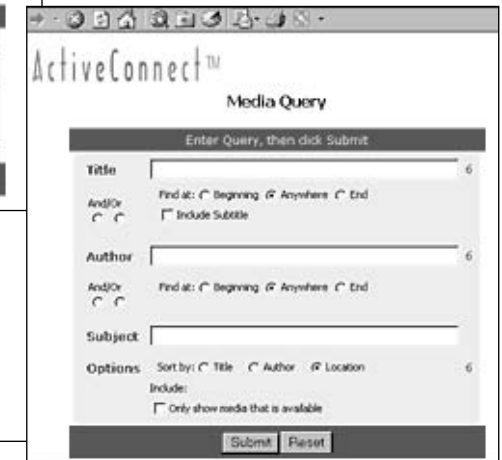 ActiveConnect™
Media Query
Enter Query, then click Submit
Title 6
And/Or Find at: Beginning Anywhere End
Include Subtitle
Author 6
And/Or Find at: Beginning Anywhere End
Subject
Options Sort by: Title Author Location 6
Include:
Only show media that is available
Submit Reset